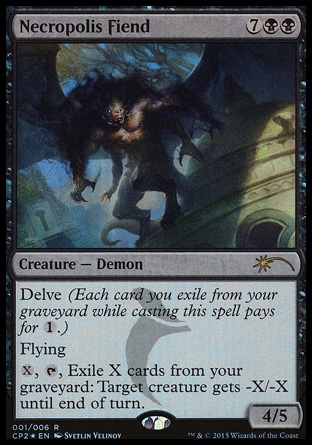 Necropolis Fiend 7
Creature — Demon
Delve (Each card you exile from your
graveyard while casting this spell pays
for 1.)
Flying
X, , Exile X cards from your
graveyard: Target creature gets -X/-X
until end of turn.
4/5
001/006 R
CP2 ★ EN Svetlin Velinov
™ & © 2015 Wizards of the Coast